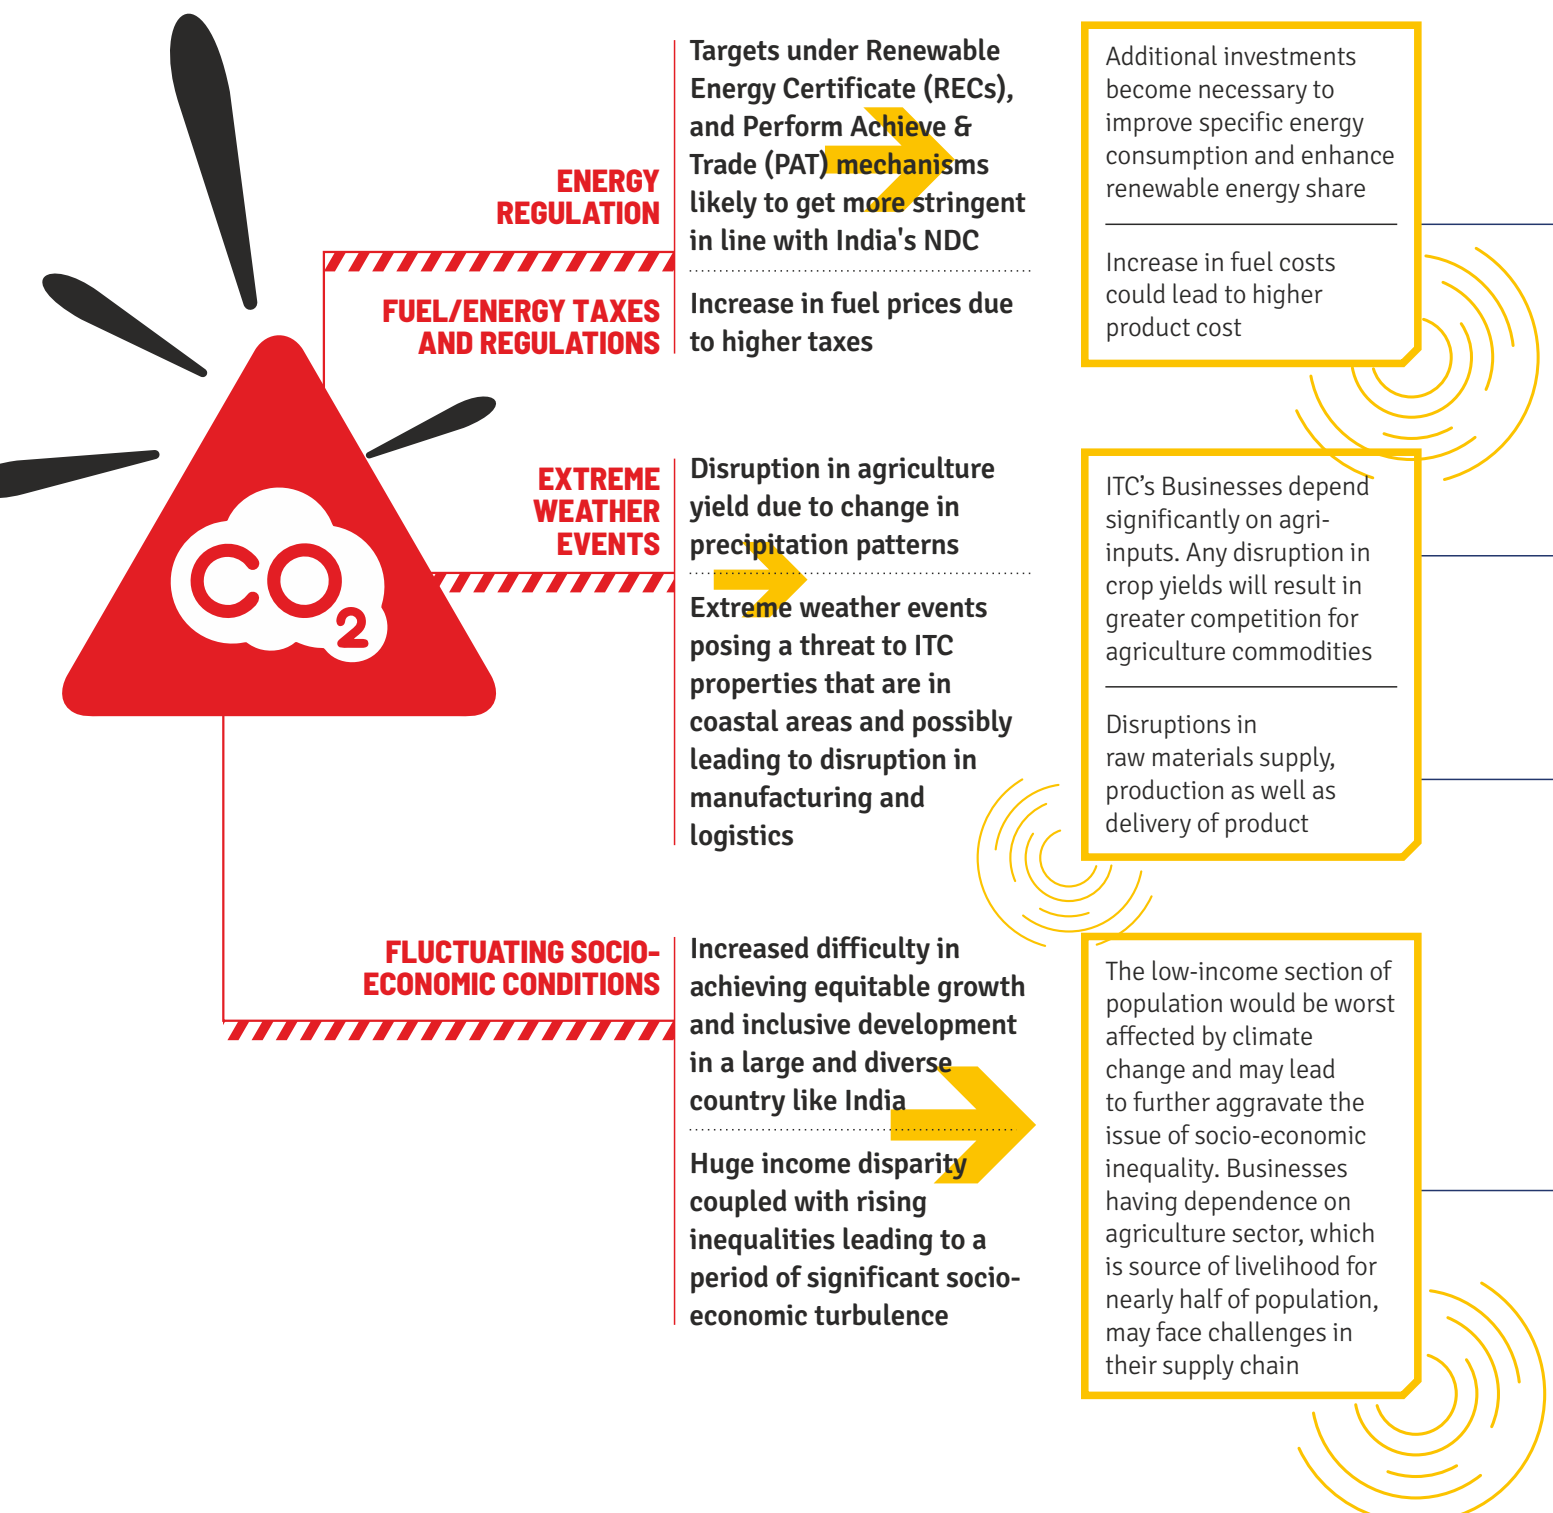 CO2
ENERGY
REGULATION
Targets under Renewable
Energy Certificate (RECs),
and Perform Achieve &
Trade (PAT) mechanisms
likely to get more stringent
in line with India's NDC
FUEL/ENERGY TAXES
AND REGULATIONS
Increase in fuel prices due
to higher taxes
Additional investments
become necessary to
improve specific energy
consumption and enhance
renewable energy share
Increase in fuel costs
could lead to higher
product cost
EXTREME
WEATHER
EVENTS
Disruption in agriculture
yield due to change in
precipitation patterns
Extreme weather events
posing a threat to ITC
properties that are in
coastal areas and possibly
leading to disruption in
manufacturing and
logistics
ITC’s Businesses depend
significantly on agri-
inputs. Any disruption in
crop yields will result in
greater competition for
agriculture commodities
Disruptions in
raw materials supply,
production as well as
delivery of product
FLUCTUATING SOCIO-
ECONOMIC CONDITIONS
Increased difficulty in
achieving equitable growth
and inclusive development
in a large and diverse
country like India
Huge income disparity
coupled with rising
inequalities leading to a
period of significant socio-
economic turbulence
The low-income section of
population would be worst
affected by climate
change and may lead
to further aggravate the
issue of socio-economic
inequality. Businesses
having dependence on
agriculture sector, which
is source of livelihood for
nearly half of population,
may face challenges in
their supply chain